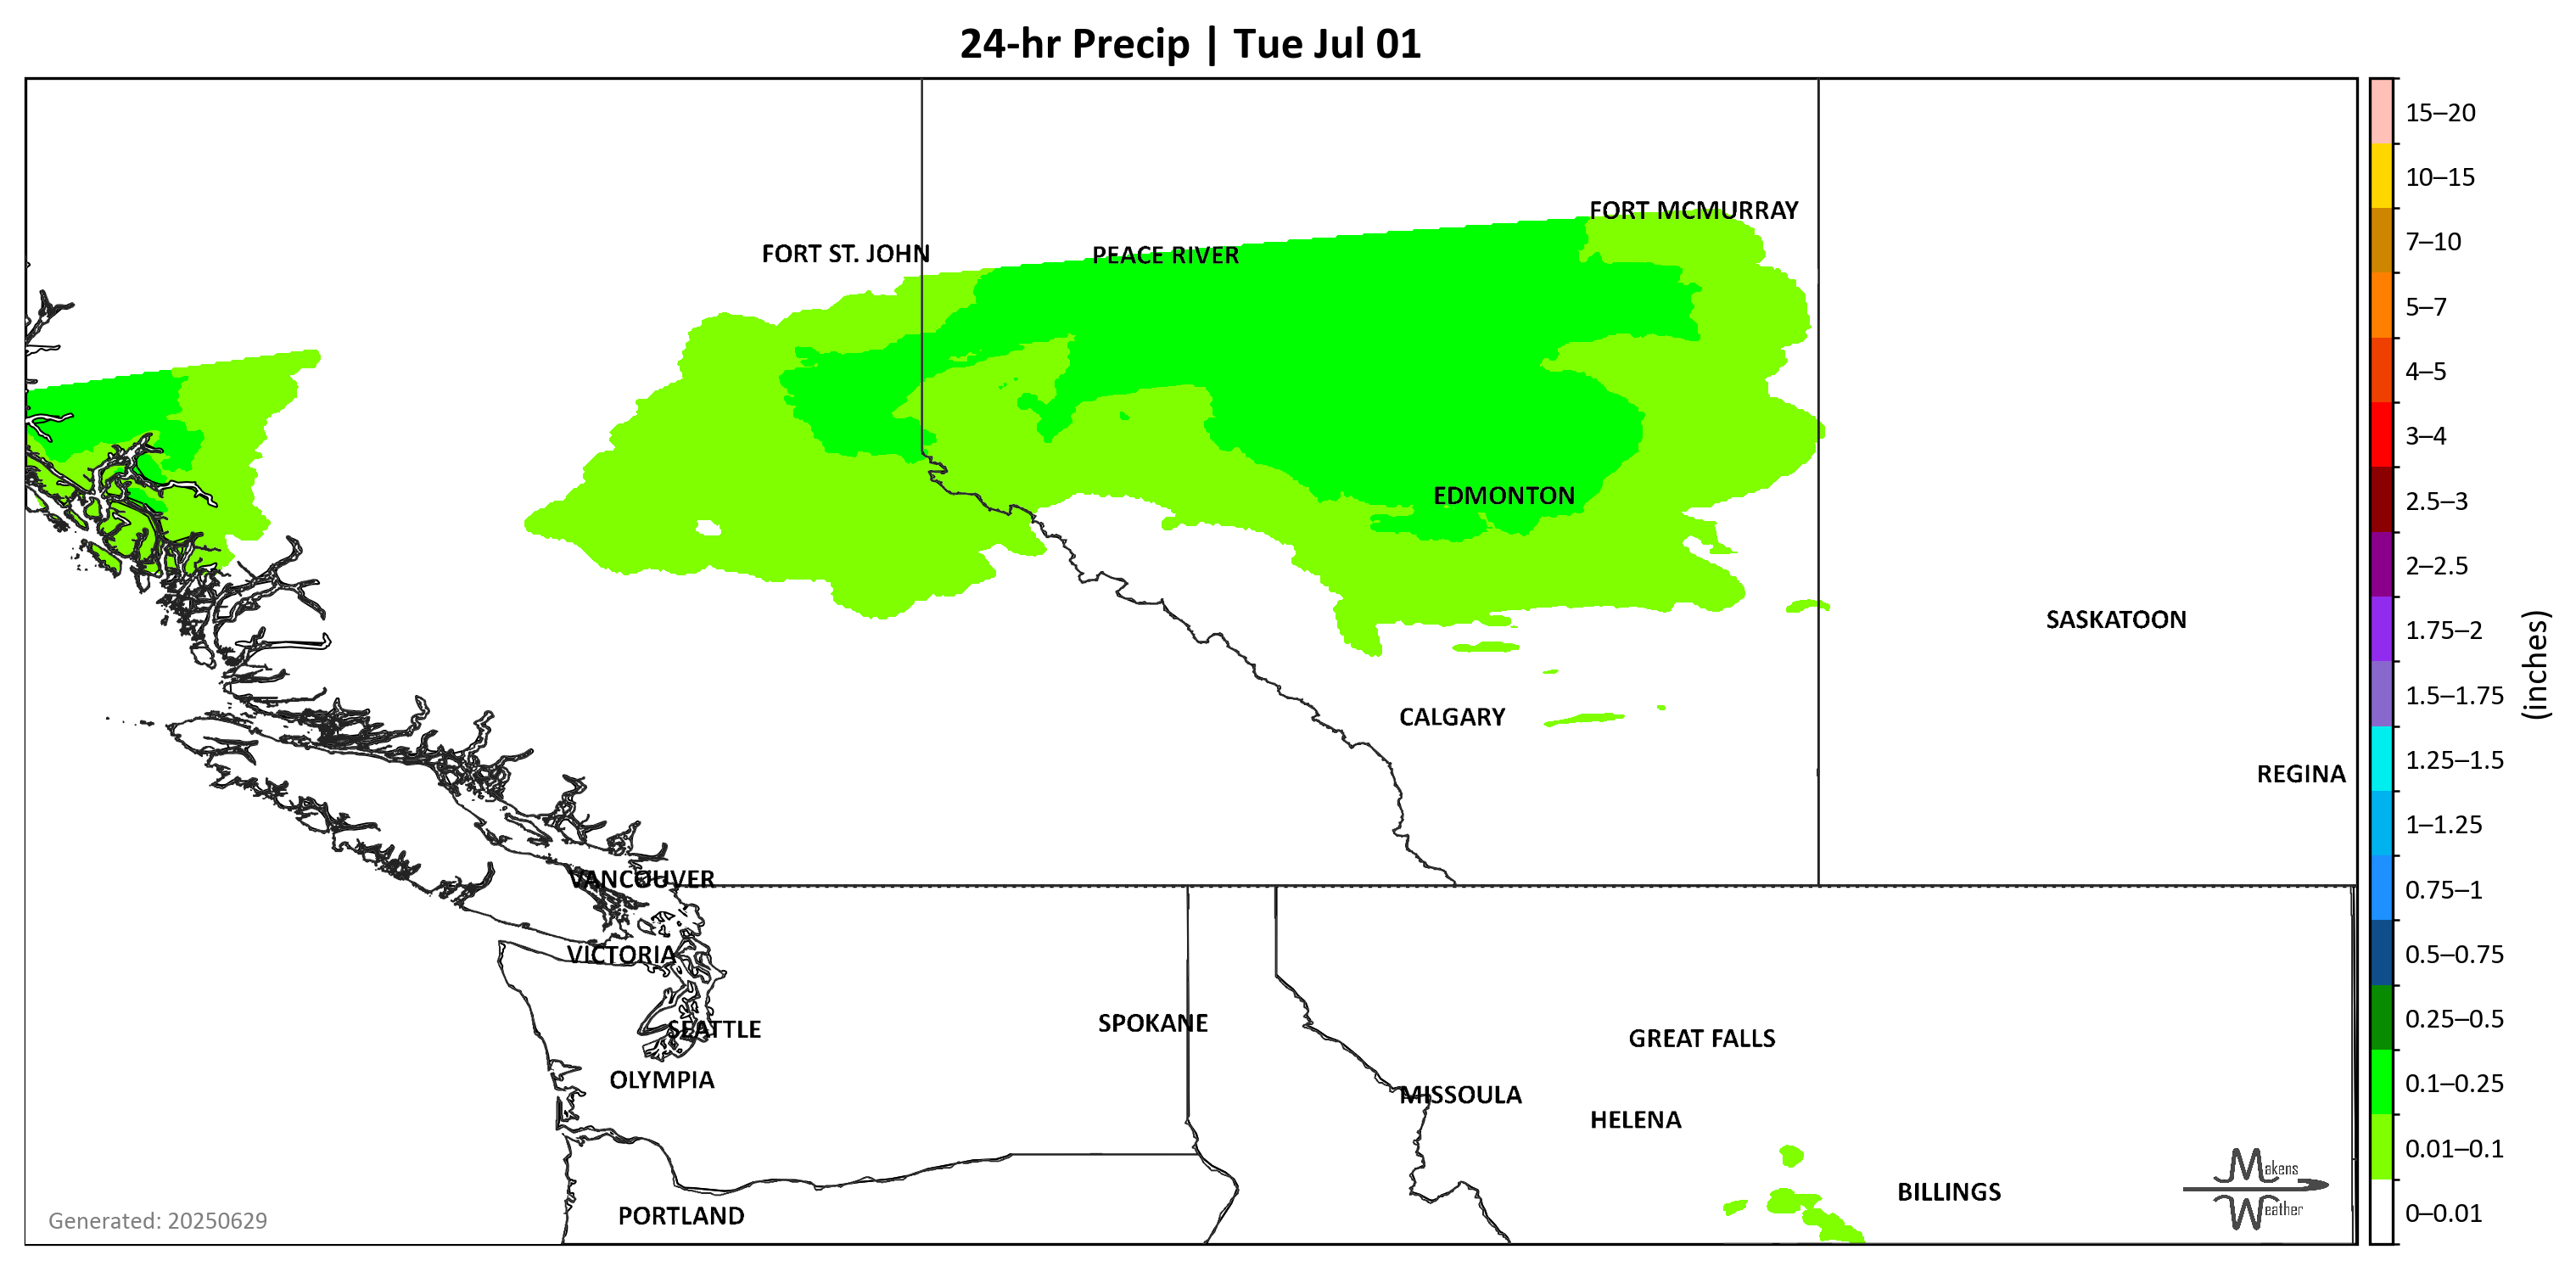 24-hr Precip | Tue Jul 01
FORT MCMURRAY
FORT ST. JOHN
PEACE RIVER
EDMONTON
SASKATOON
CALGARY
REGINA
VANCOUVER
VICTORIA
SEATTLE
SPOKANE
GREAT FALLS
OLYMPIA
MISSOULA
HELENA
BILLINGS
PORTLAND
Generated: 20250629
Makens
Weather
15–20
10–15
7–10
5–7
4–5
3–4
2.5–3
2–2.5
1.75–2
1.5–1.75
1.25–1.5
1–1.25
0.75–1
0.5–0.75
0.25–0.5
0.1–0.25
0.01–0.1
0–0.01
(inches)